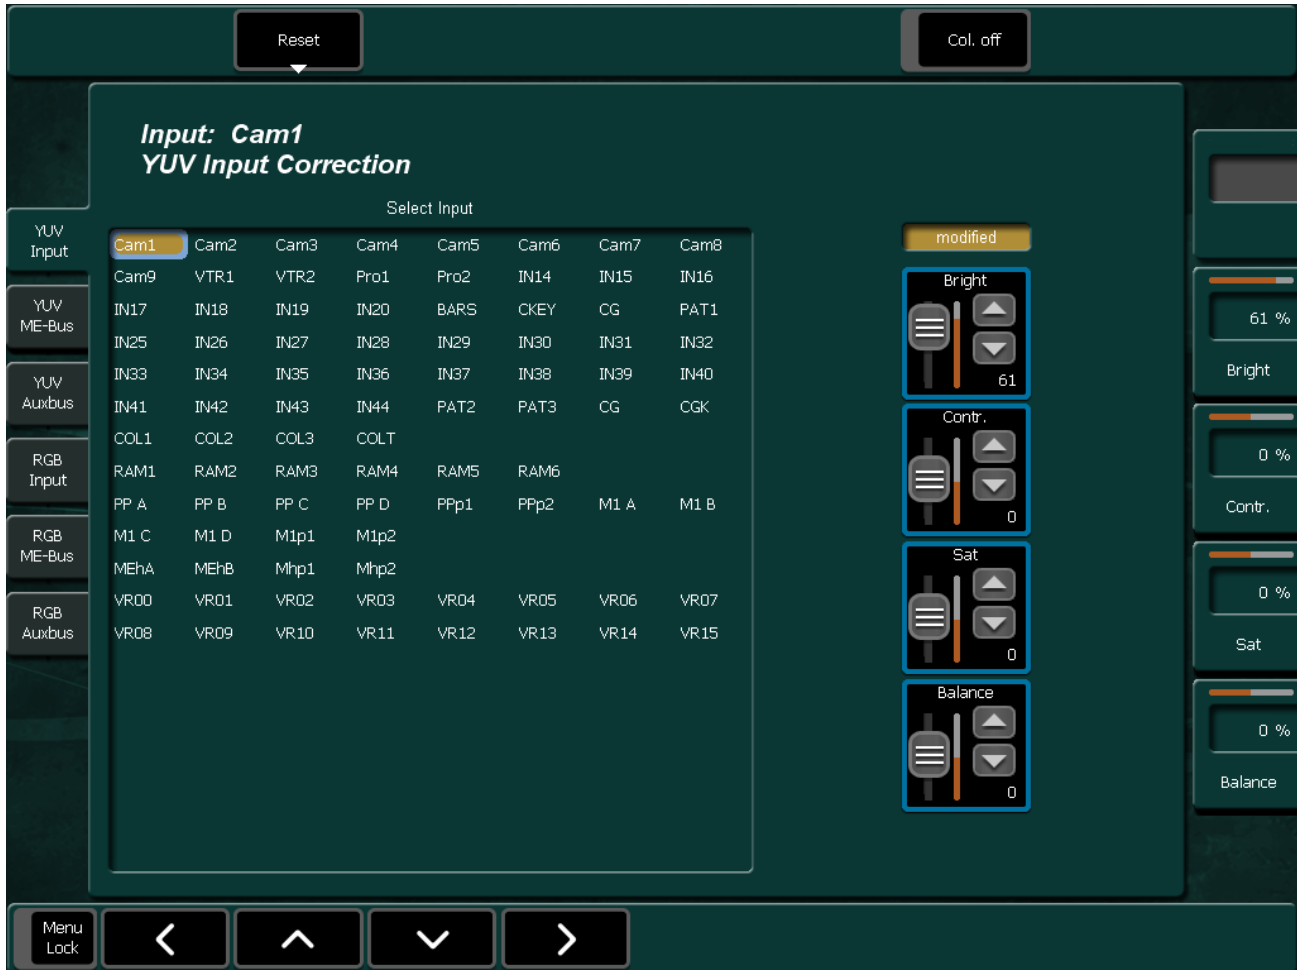 Reset
Col. off
Input: Cam1
YUV Input Correction
Select Input
YUV
Input
YUV
ME-Bus
YUV
Auxbus
RGB
Input
RGB
ME-Bus
RGB
Auxbus
Cam1 Cam2 Cam3 Cam4 Cam5 Cam6 Cam7 Cam8
Cam9 VTR1 VTR2 Pro1 Pro2 IN14 IN15 IN16
IN17 IN18 IN19 IN20 BARS CKEY CG PAT1
IN25 IN26 IN27 IN28 IN29 IN30 IN31 IN32
IN33 IN34 IN35 IN36 IN37 IN38 IN39 IN40
IN41 IN42 IN43 IN44 PAT2 PAT3 CG CGK
COL1 COL2 COL3 COLT
RAM1 RAM2 RAM3 RAM4 RAM5 RAM6
PP A PP B PP C PP D PPp1 PPp2 M1 A M1 B
M1 C M1 D M1p1 M1p2
MEhA MEhB Mhp1 Mhp2
VR00 VR01 VR02 VR03 VR04 VR05 VR06 VR07
VR08 VR09 VR10 VR11 VR12 VR13 VR14 VR15
modified
Bright
61
Contr.
0
Sat
0
Balance
0
61 %
Bright
0 %
Contr.
0 %
Sat
0 %
Balance
Menu
Lock